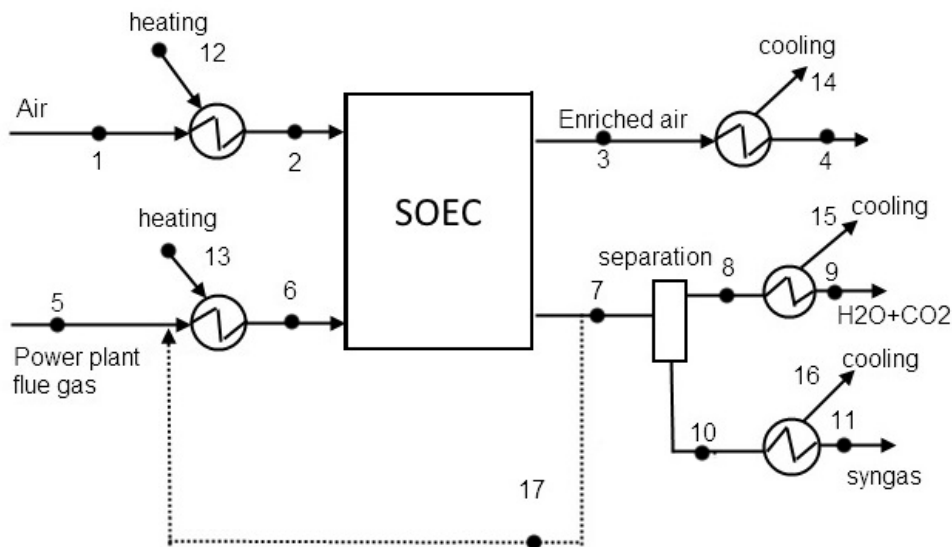 heating
12
cooling
14
Air
Enriched air
1
2
3
4
SOEC
heating
13
cooling
15
separation
5
6
7
8
9
H2O+CO2
Power plant
flue gas
cooling
16
10
11
syngas
17